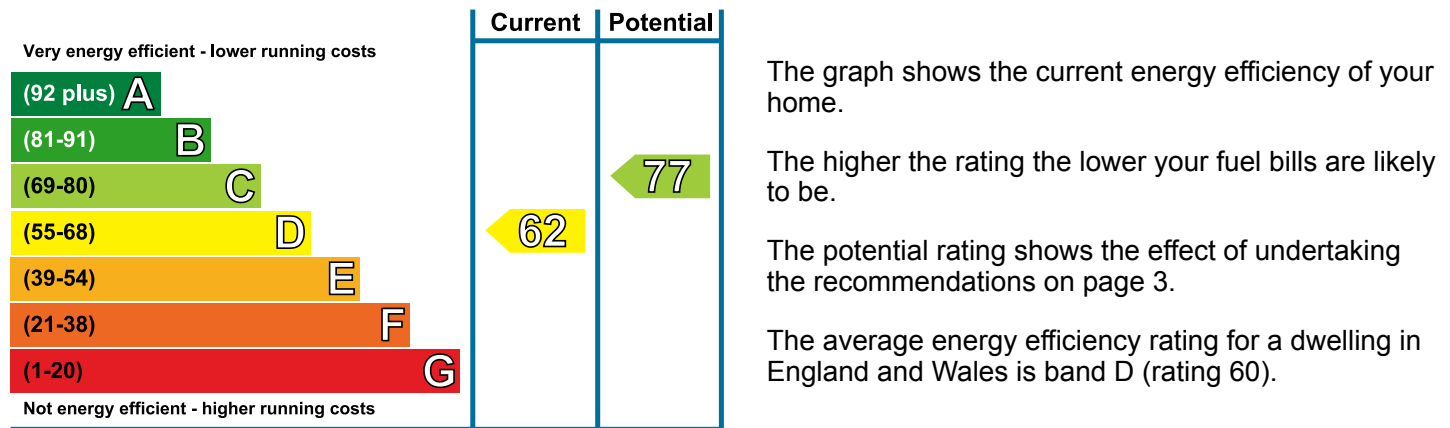 Current Potential
Very energy efficient - lower running costs
(92 plus) A
(81-91) B
(69-80) C
77
(55-68) D
62
(39-54) E
(21-38) F
(1-20) G
Not energy efficient - higher running costs
The graph shows the current energy efficiency of your
home.
The higher the rating the lower your fuel bills are likely
to be.
The potential rating shows the effect of undertaking
the recommendations on page 3.
The average energy efficiency rating for a dwelling in
England and Wales is band D (rating 60).